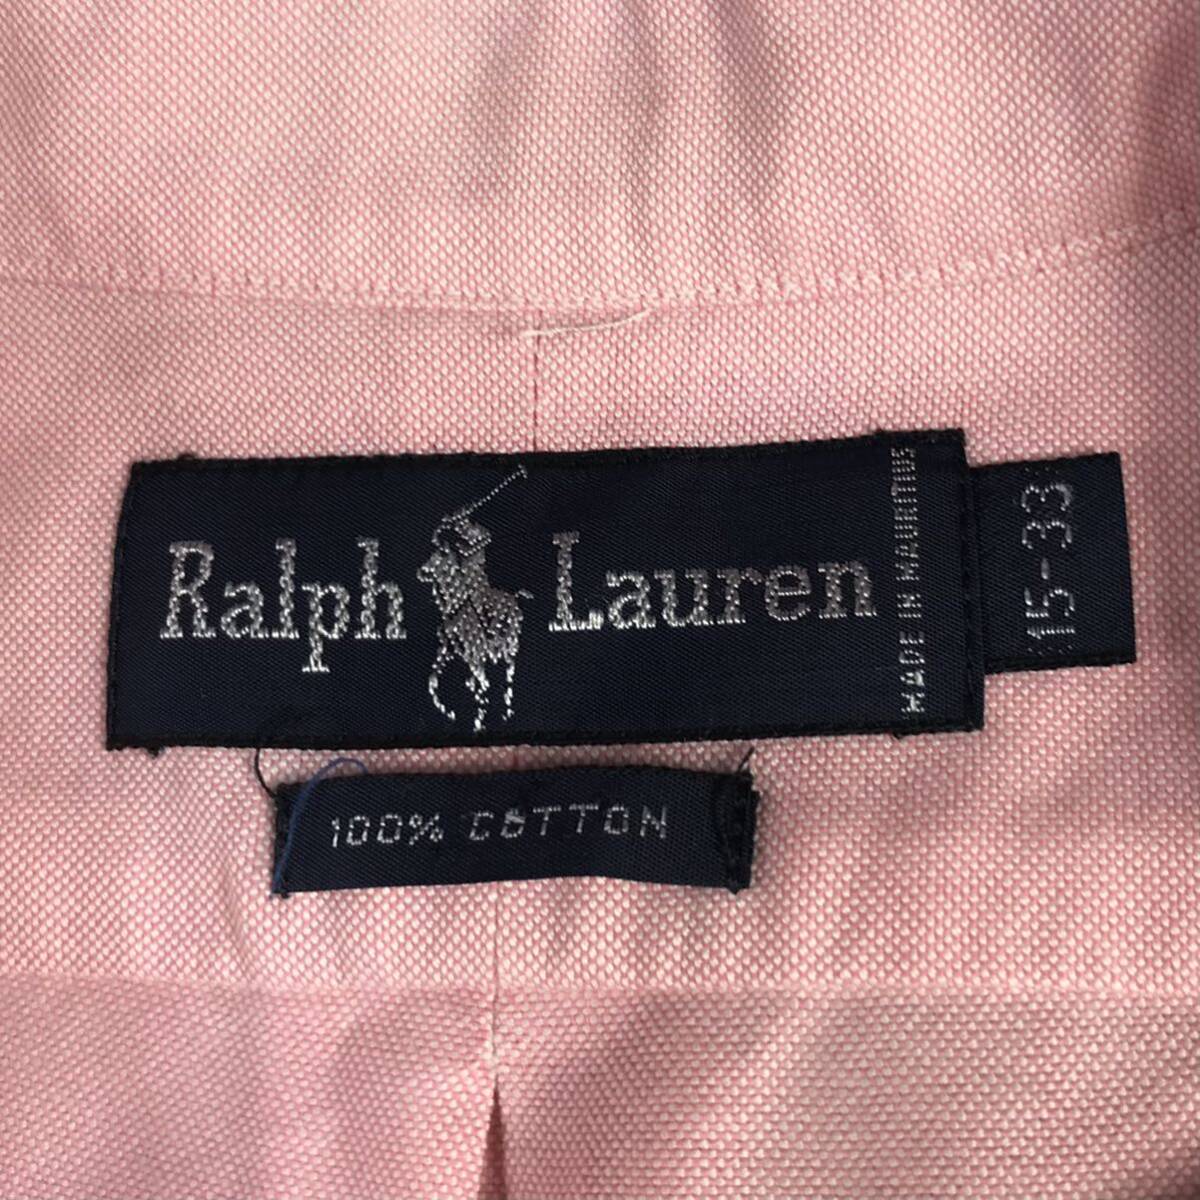 Ralph Lauren
MADE IN MAURITIUS
15-33
100% COTTON